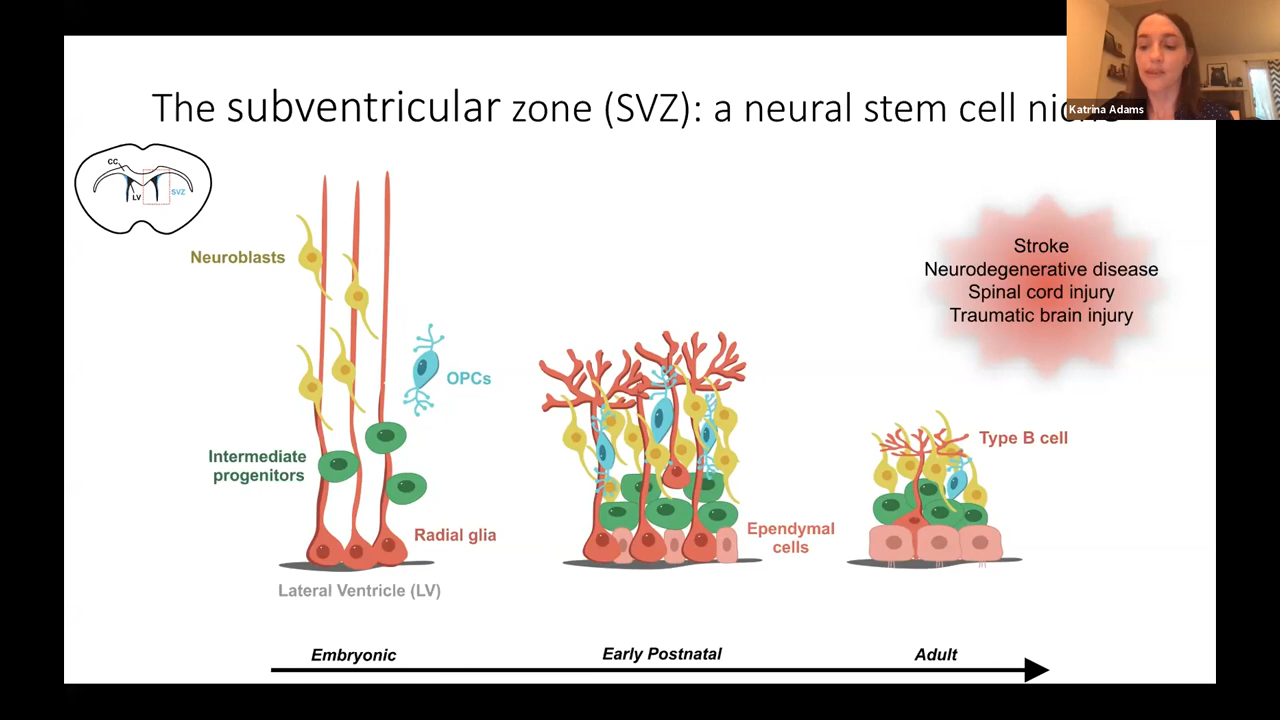 The subventricular zone (SVZ): a neural stem cell
Katrina Adams
CC
LV
SVZ
Neuroblasts
OPCs
Intermediate
progenitors
Radial glia
Lateral Ventricle (LV)
Ependymal
cells
Type B cell
Stroke
Neurodegenerative disease
Spinal cord injury
Traumatic brain injury
Embryonic
Early Postnatal
Adult